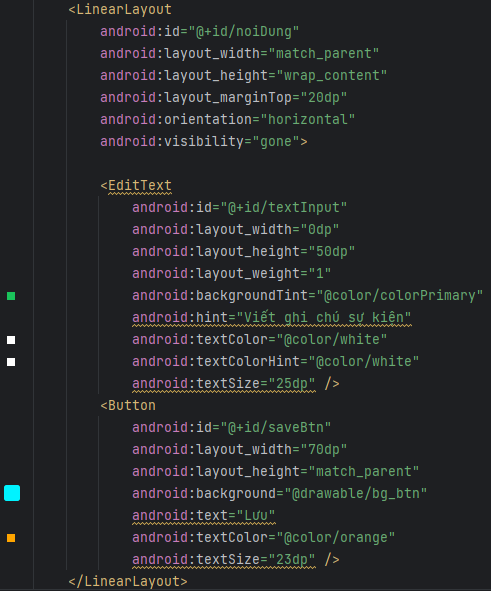 <LinearLayout
android:id="@+id/noiDung"
android:layout_width="match_parent"
android:layout_height="wrap_content"
android:layout_marginTop="20dp"
android:orientation="horizontal"
android:visibility="gone">
<EditText
android:id="@+id/textInput"
android:layout_width="0dp"
android:layout_height="50dp"
android:layout_weight="1"
android:backgroundTint="@color/colorPrimary"
android:hint="Viết ghi chú sự kiện"
android:textColor="@color/white"
android:textColorHint="@color/white"
android:textSize="25dp" />
<Button
android:id="@+id/saveBtn"
android:layout_width="70dp"
android:layout_height="match_parent"
android:background="@drawable/bg_btn"
android:text="Lưu"
android:textColor="@color/orange"
android:textSize="23dp" />
</LinearLayout>